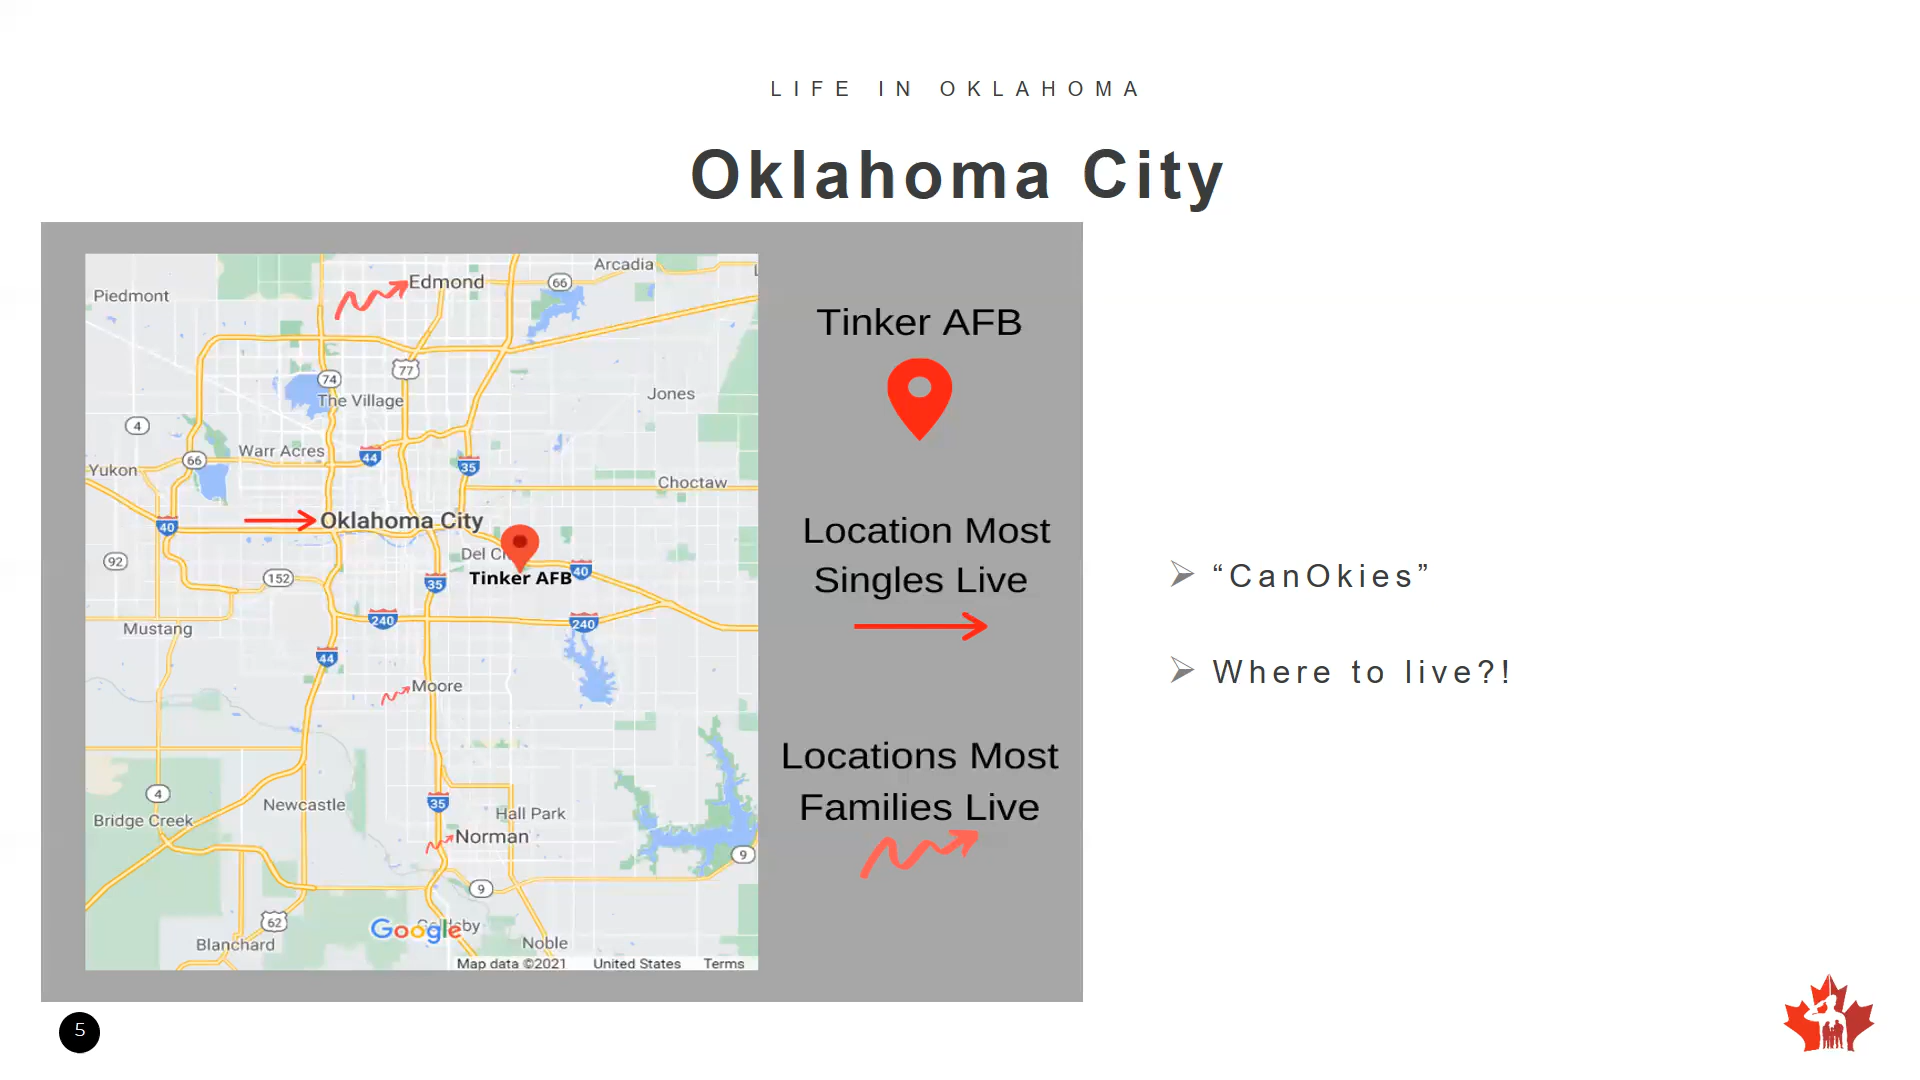 LIFE IN OKLAHOMA
Oklahoma City
Arcadia
Edmond
66
Piedmont
77
74
The Village
Jones
4
Warr Acres
44
66
35
Yukon
Choctaw
40
Oklahoma City
Del
92
40
152
35
Tinker AFB
240
240
Mustang
44
Moore
4
35
Newcastle
Hall Park
Bridge Creek
Norman
9
9
62
Google
Blanchard
Noble
Map data ©2021 United States Terms
Tinker AFB
Location Most
Singles Live
Locations Most
Families Live
“CanOkies”
Where to live?!
5